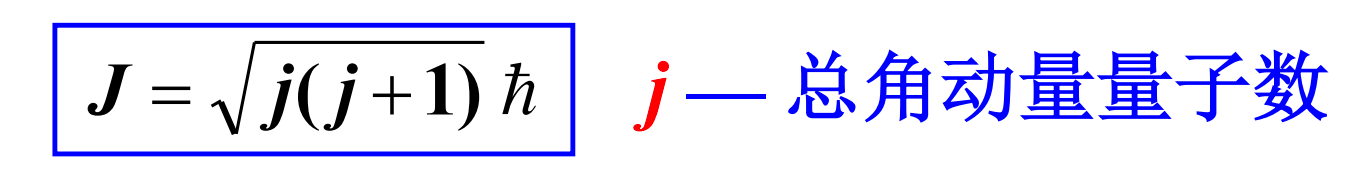 J = √j(j+1) ħ j — 总角动量量子数